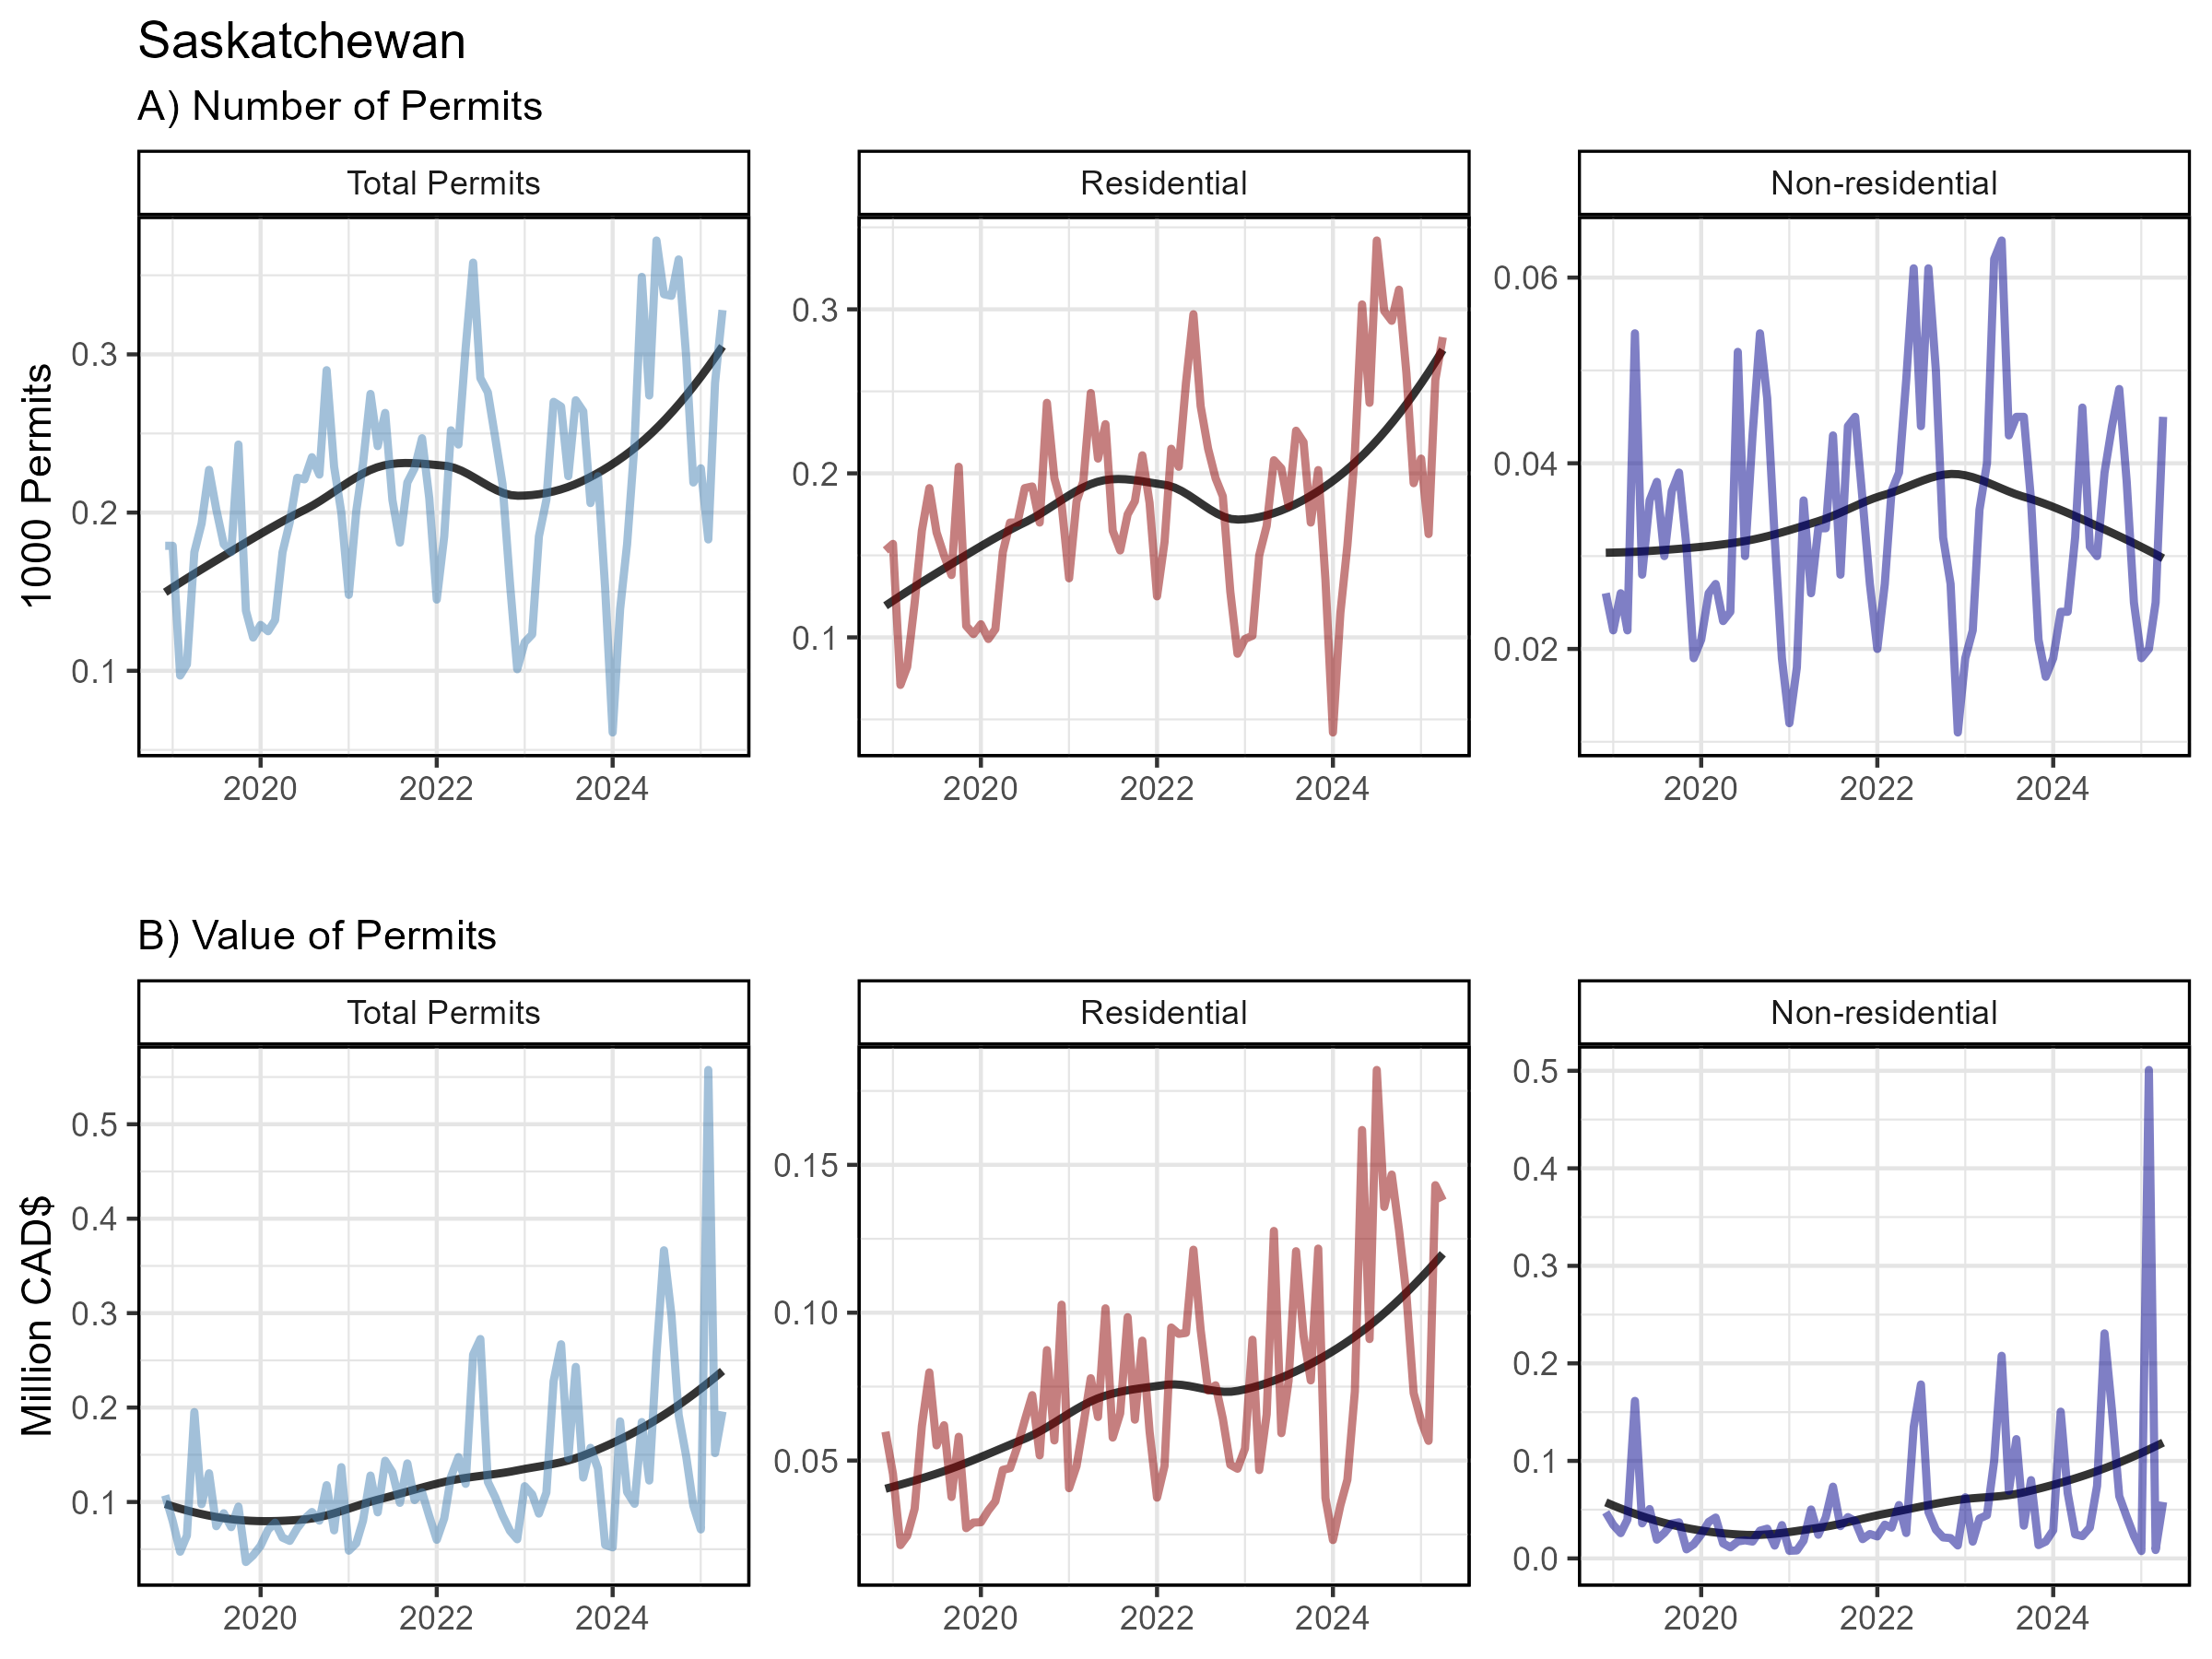 Saskatchewan
A) Number of Permits
Total Permits
Residential
Non-residential
1000 Permits
0.3
0.2
0.1
0.3
0.2
0.1
0.06
0.04
0.02
2020 2022 2024
2020 2022 2024
2020 2022 2024
B) Value of Permits
Total Permits
Residential
Non-residential
Million CAD$
0.5
0.4
0.3
0.2
0.1
0.15
0.10
0.05
0.5
0.4
0.3
0.2
0.1
0.0
2020 2022 2024
2020 2022 2024
2020 2022 2024